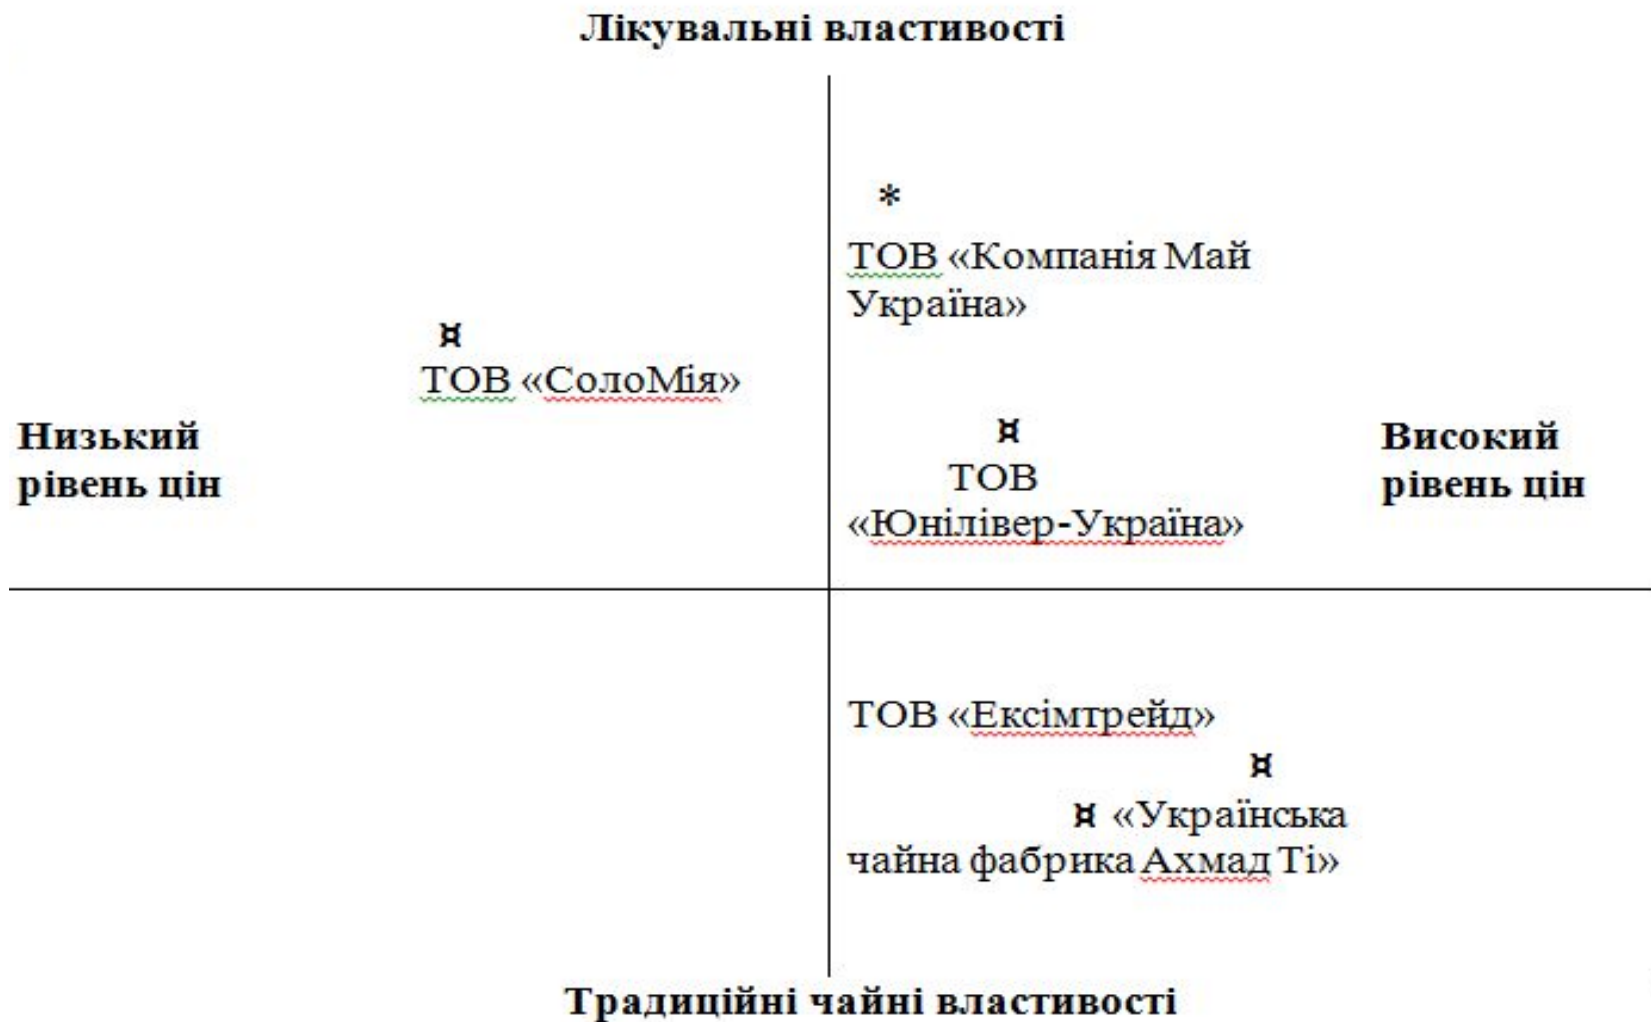 Лікувальні властивості
*
ТОВ «Компанія Май
Україна»
¤
ТОВ «СолоМія»
Низький
рівень цін
¤
ТОВ
«Юнілівер-Україна»
Високий
рівень цін
ТОВ «Ексімтрейд»
¤
¤ «Українська
чайна фабрика Ахмад Ті»
Традиційні чайні властивості